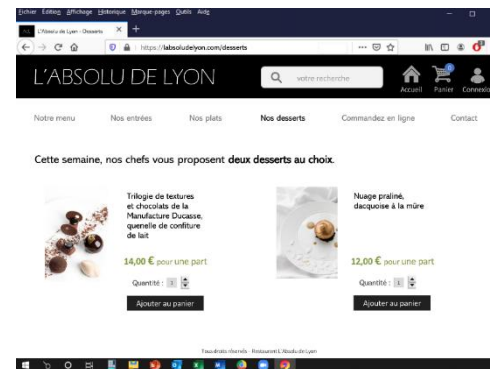 Fichier Édition Affichage Historique Marque-pages Outils Aide
L'Absolu de Lyon - Desserts
https://labsoludelyon.com/desserts
L'ABSOLU DE LYON
votre recherche
Accueil
Panier
Connexio
Notre menu
Nos entrées
Nos plats
Nos desserts
Commandez en ligne
Contact
Cette semaine, nos chefs vous proposent deux desserts au choix.
Trilogie de textures
et chocolats de la
Manufacture Ducasse,
quenelle de confiture
de lait
14,00 € pour une part
Quantité : 1
Ajouter au panier
Nuage praliné,
dacquoise à la mûre
12,00 € pour une part
Quantité : 1
Ajouter au panier
Tous droits réservés - Restaurant L'Absolu de Lyon